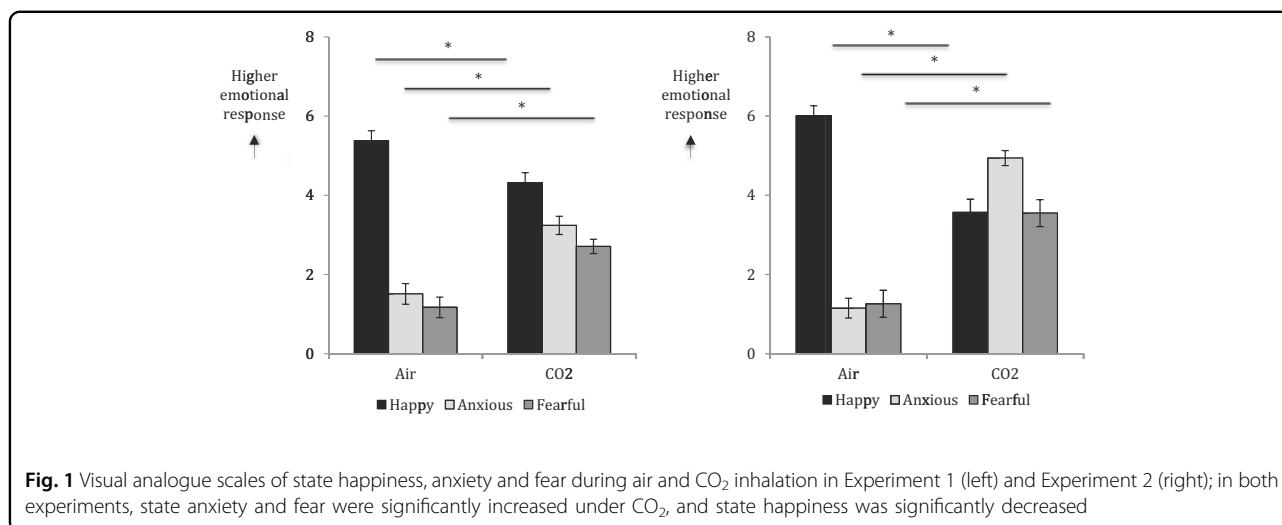 8
6
4
2
0
Higher
emotional
response
*
*
*
Air
CO2
Happy
Anxious
Fearful
8
6
4
2
0
Higher
emotional
response
*
*
*
Air
CO2
Happy
Anxious
Fearful
Fig. 1 Visual analogue scales of state happiness, anxiety and fear during air and CO₂ inhalation in Experiment 1 (left) and Experiment 2 (right); in both
experiments, state anxiety and fear were significantly increased under CO₂, and state happiness was significantly decreased